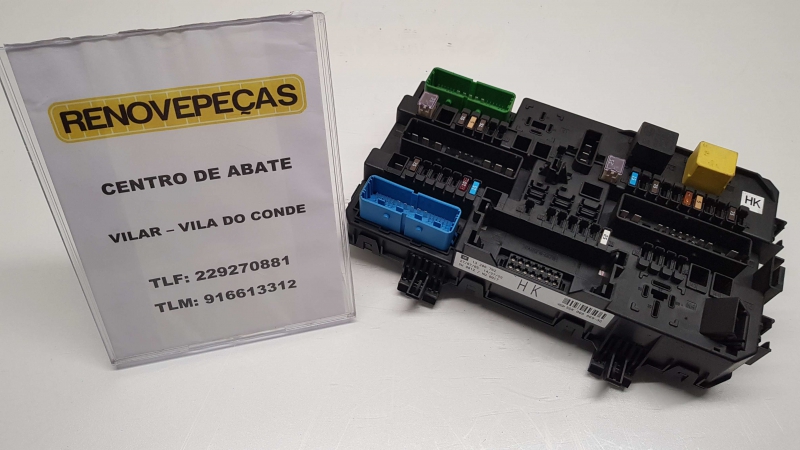 RENOVEPEÇAS
CENTRO DE ABATE
VILAR – VILA DO CONDE
TLF: 229270881
TLM: 916613312
HK
HK